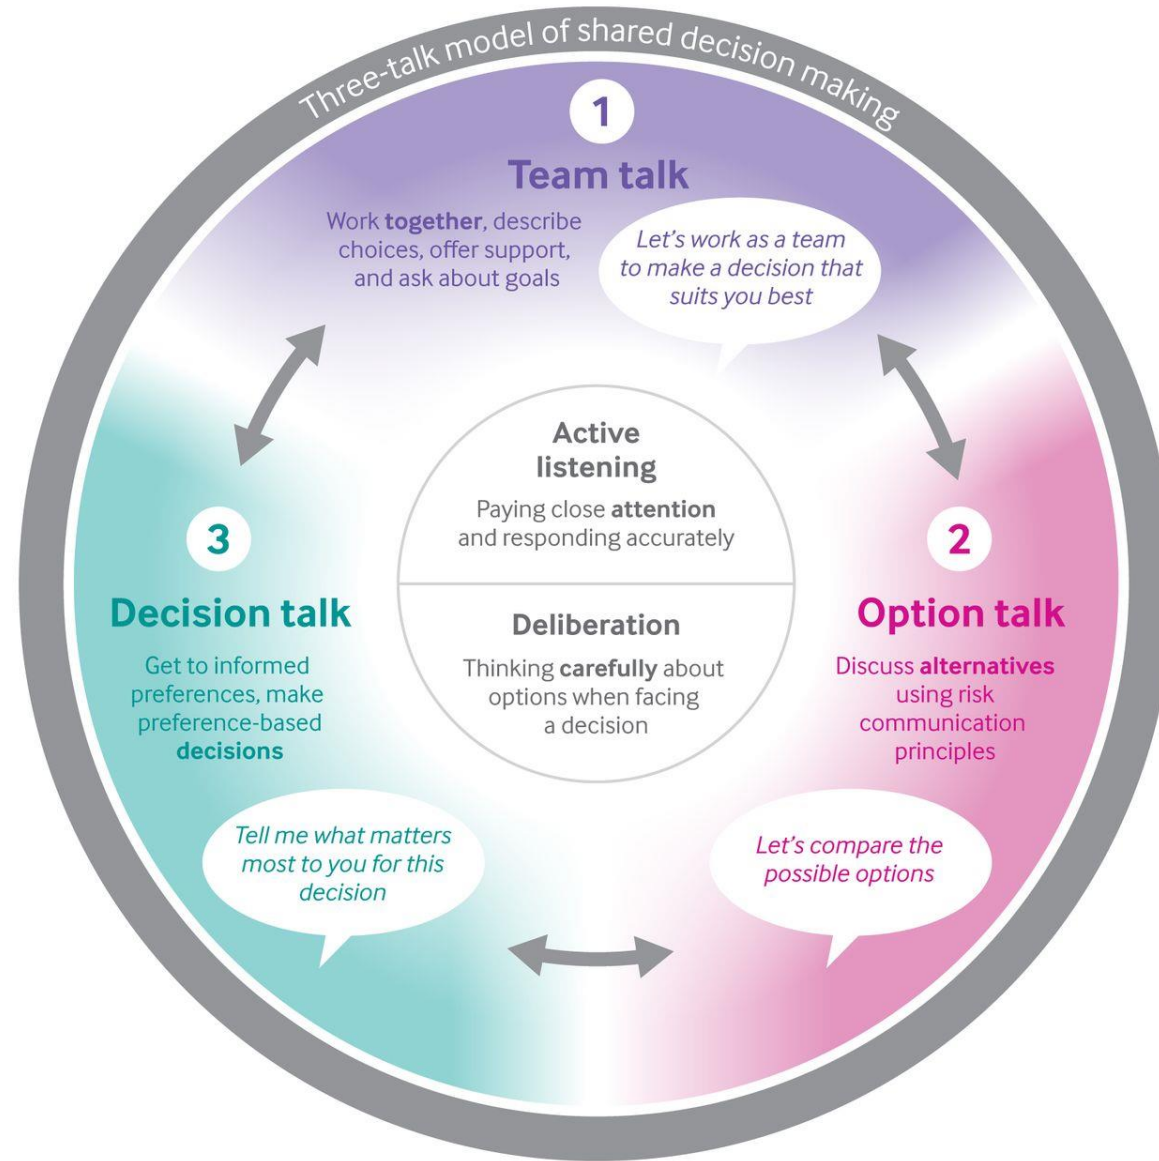 Three-talk model of shared decision making
1
Team talk
Work together, describe
choices, offer support,
and ask about goals
Let's work as a team
to make a decision that
suits you best
Active
listening
Paying close attention
and responding accurately
Deliberation
Thinking carefully about
options when facing
a decision
2
Option talk
Discuss alternatives
using risk
communication
principles
Let's compare the
possible options
3
Decision talk
Get to informed
preferences, make
preference-based
decisions
Tell me what matters
most to you for this
decision